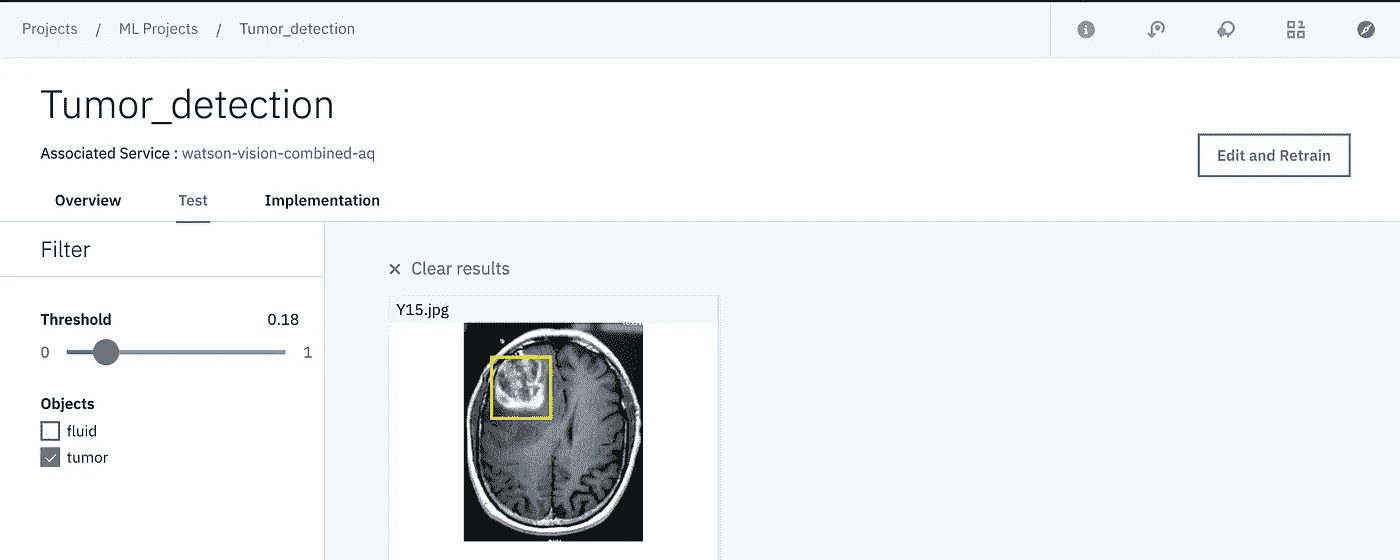 Projects / ML Projects / Tumor_detection
Tumor_detection
Associated Service : watson-vision-combined-aq
Edit and Retrain
Overview Test Implementation
Filter
Clear results
Y15.jpg
Threshold 0.18
0 1
Objects
fluid
tumor